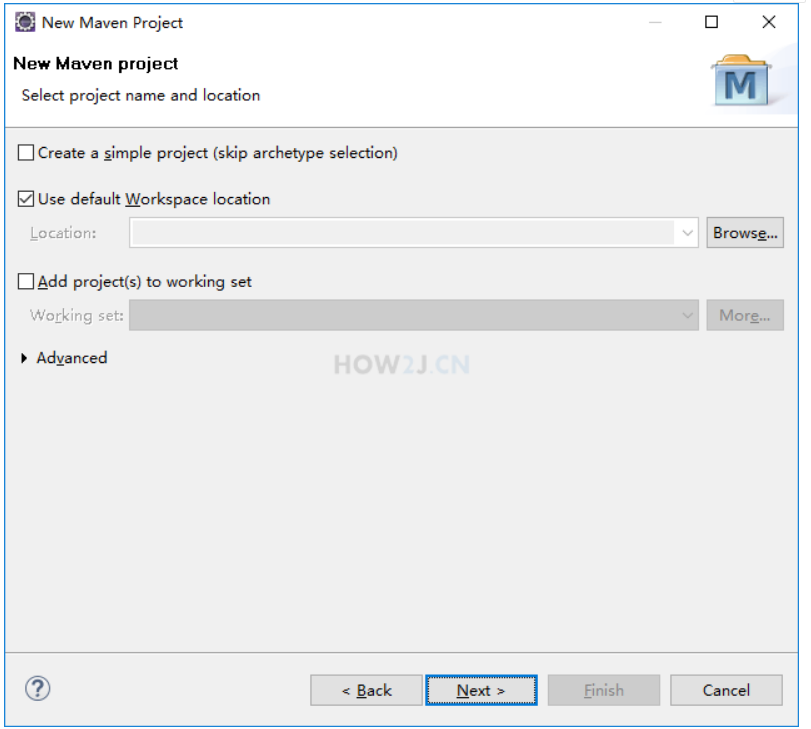 New Maven Project
New Maven project
Select project name and location
M
Create a simple project (skip archetype selection)
Use default Workspace location
Location:
Browse...
Add project(s) to working set
Working set:
More...
Advanced
HOW2J.CN
?
< Back
Next >
Finish
Cancel